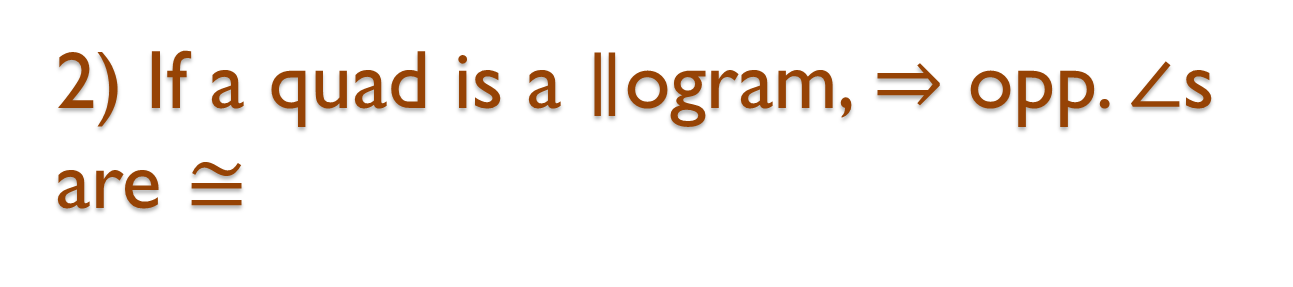 2) If a quad is a ∥ogram, ⇒ opp. ∠s
are ≅